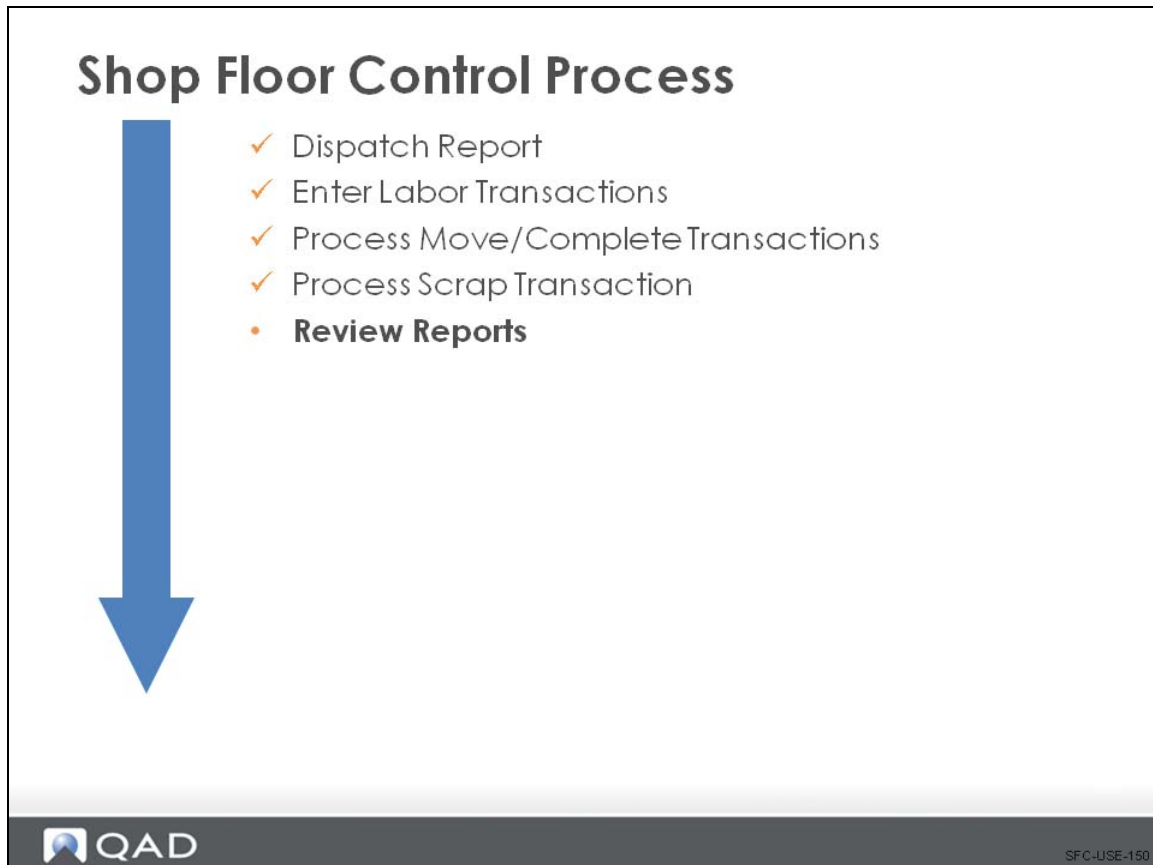 Shop Floor Control Process
Dispatch Report
Enter Labor Transactions
Process Move/Complete Transactions
Process Scrap Transaction
Review Reports
QAD
SFC-USE-150